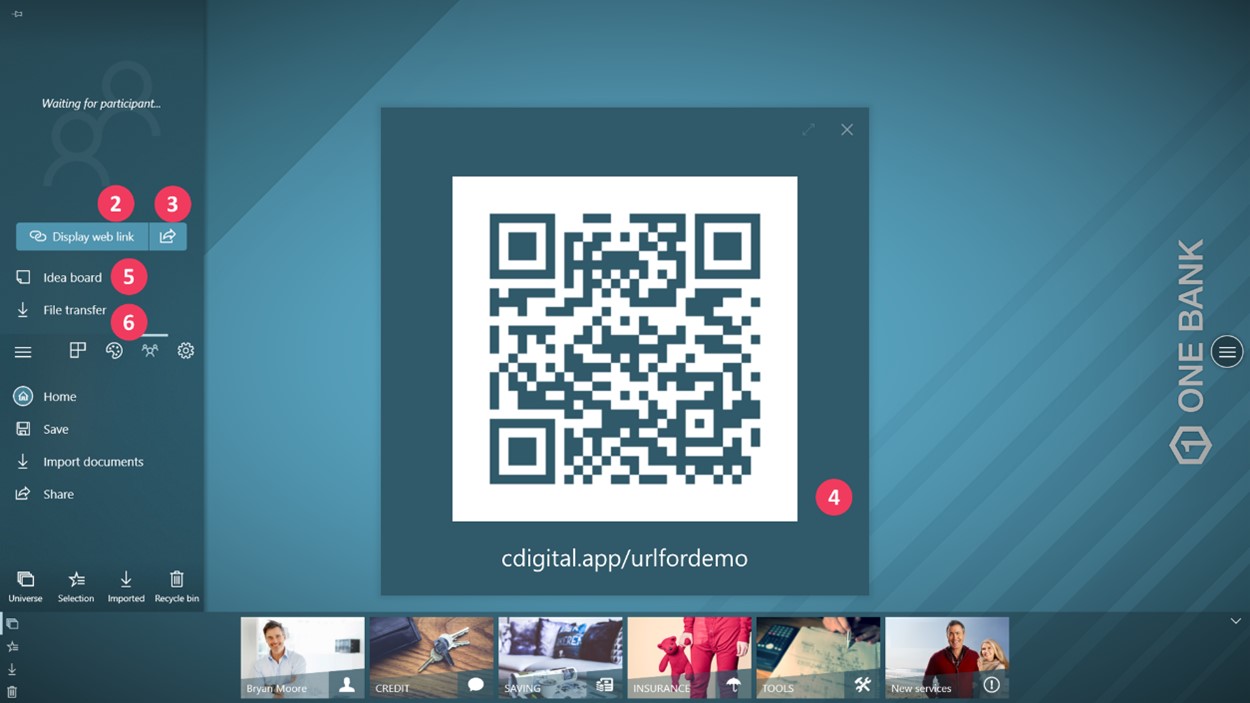 Waiting for participant...
2
3
Display web link
Idea board
5
File transfer
6
Home
Save
Import documents
Share
Universe
Selection
Imported
Recycle bin
4
cdigital.app/urlfordemo
1 ONE BANK
Bryan Moore
CREDIT
SAVING
INSURANCE
TOOLS
New services